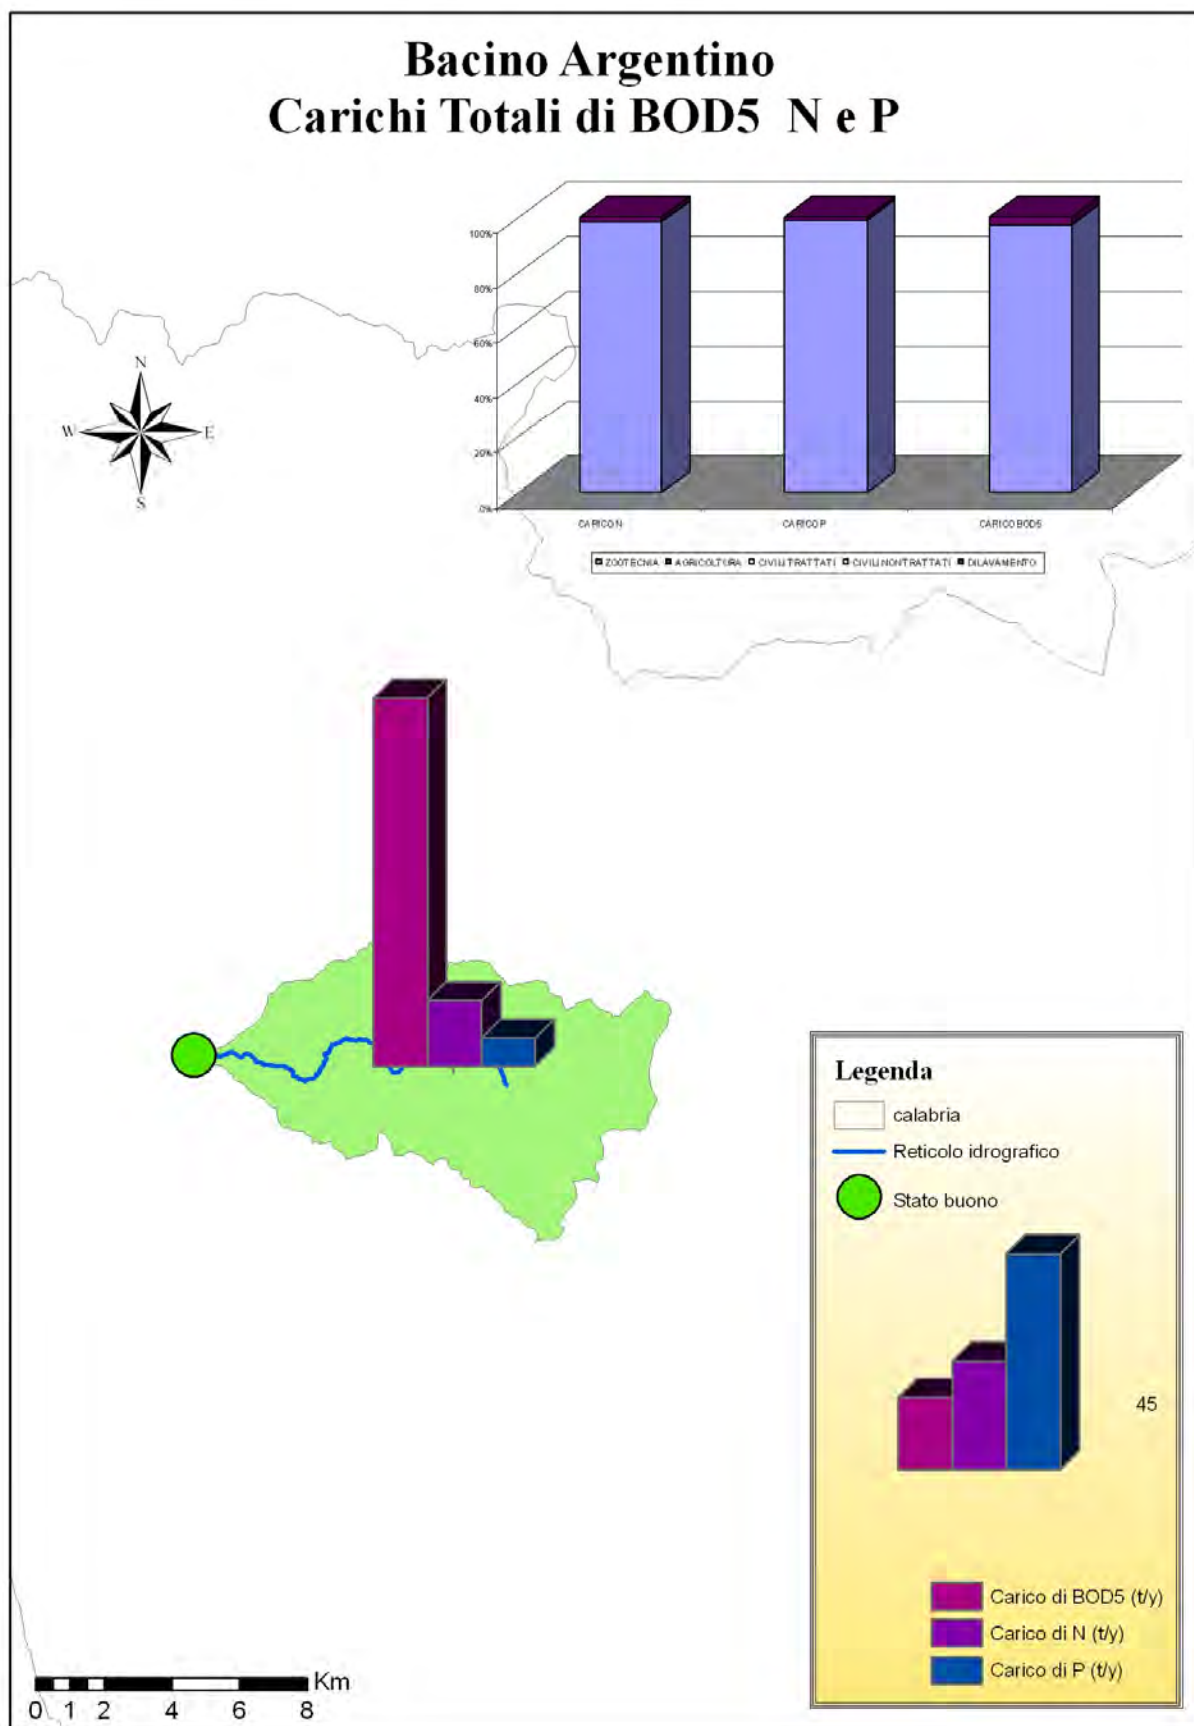 Bacino Argentino
Carichi Totali di BOD5 N e P
100%
80%
60%
40%
20%
0%
CARICO N
CARICO P
CARICO BOD5
ZOOTECNIA AGRICOLTURA CIVILI TRATTATI CIVILI NON TRATTATI DILAVAMENTO
N
W E
S
Legenda
calabria
Reticolo idrografico
Stato buono
45
Carico di BOD5 (t/y)
Carico di N (t/y)
Carico di P (t/y)
Km
0 1 2 4 6 8